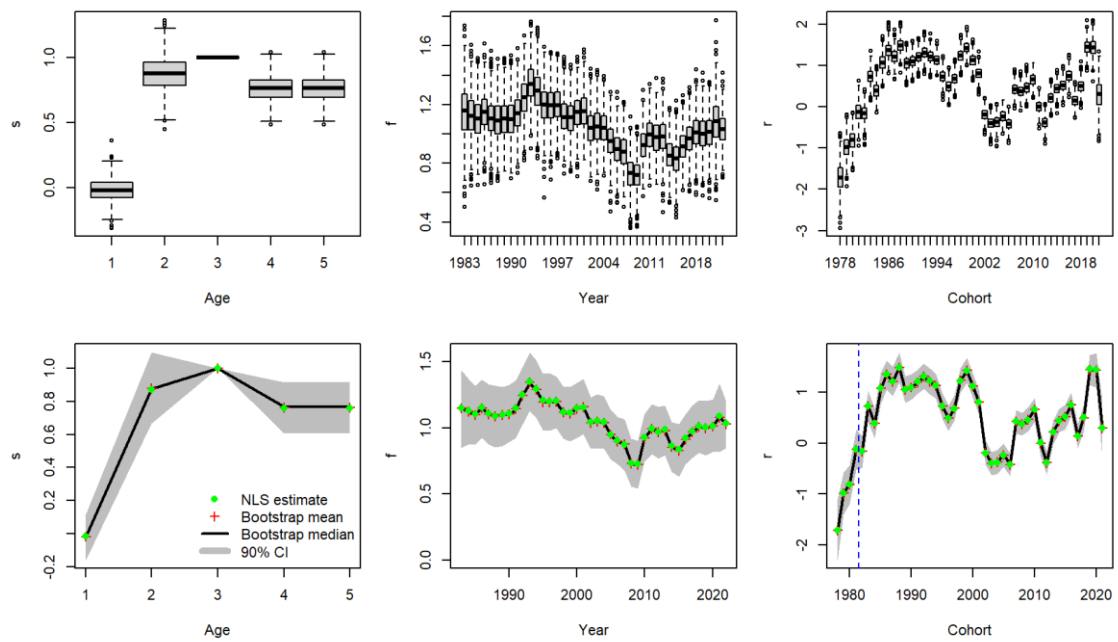 s
0.0 0.5 1.0
1 2 3 4 5
Age
f
0.4 0.8 1.2 1.6
1983 1990 1997 2004 2011 2018
Year
r
-3 -2 -1 0 1 2
1978 1986 1994 2002 2010 2018
Cohort
s
-0.2 0.2 0.4 0.6 0.8 1.0
NLS estimate
Bootstrap mean
Bootstrap median
90% CI
1 2 3 4 5
Age
f
0.0 0.5 1.0 1.5
1990 2000 2010 2020
Year
r
-2 -1 0 1
1980 1990 2000 2010 2020
Cohort